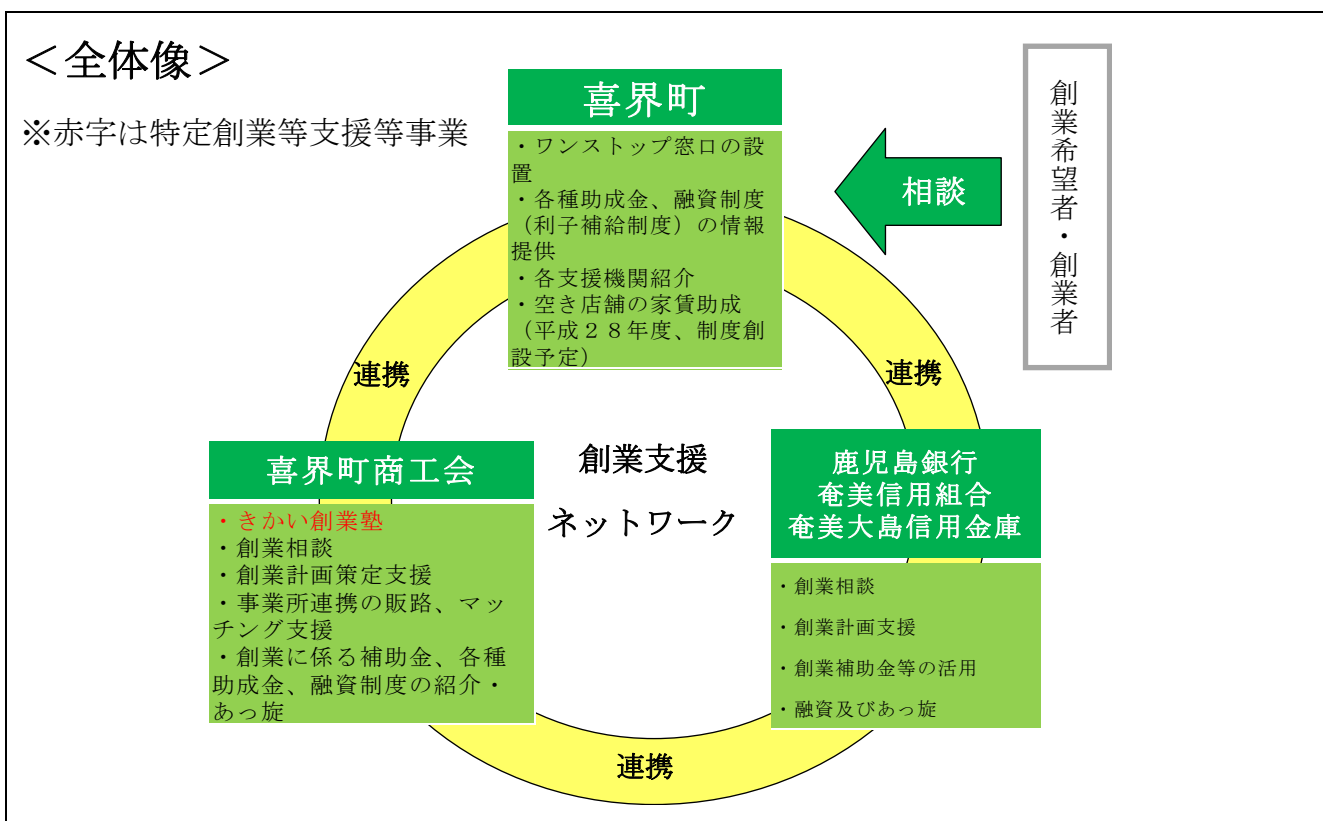 ＜全体像＞
※赤字は特定創業等支援等事業
喜界町
・ワンストップ窓口の設
置
・各種助成金、融資制度
（利子補給制度）の情報
提供
・各支援機関紹介
・空き店舗の家賃助成
（平成２８年度、制度創
設予定）
相談
創業希望者・創業者
連携
連携
喜界町商工会
・きかい創業塾
・創業相談
・創業計画策定支援
・事業所連携の販路、マッ
チング支援
・創業に係る補助金、各種
助成金、融資制度の紹介・
あっ旋
創業支援
ネットワーク
鹿児島銀行
奄美信用組合
奄美大島信用金庫
・創業相談
・創業計画支援
・創業補助金等の活用
・融資及びあっ旋
連携